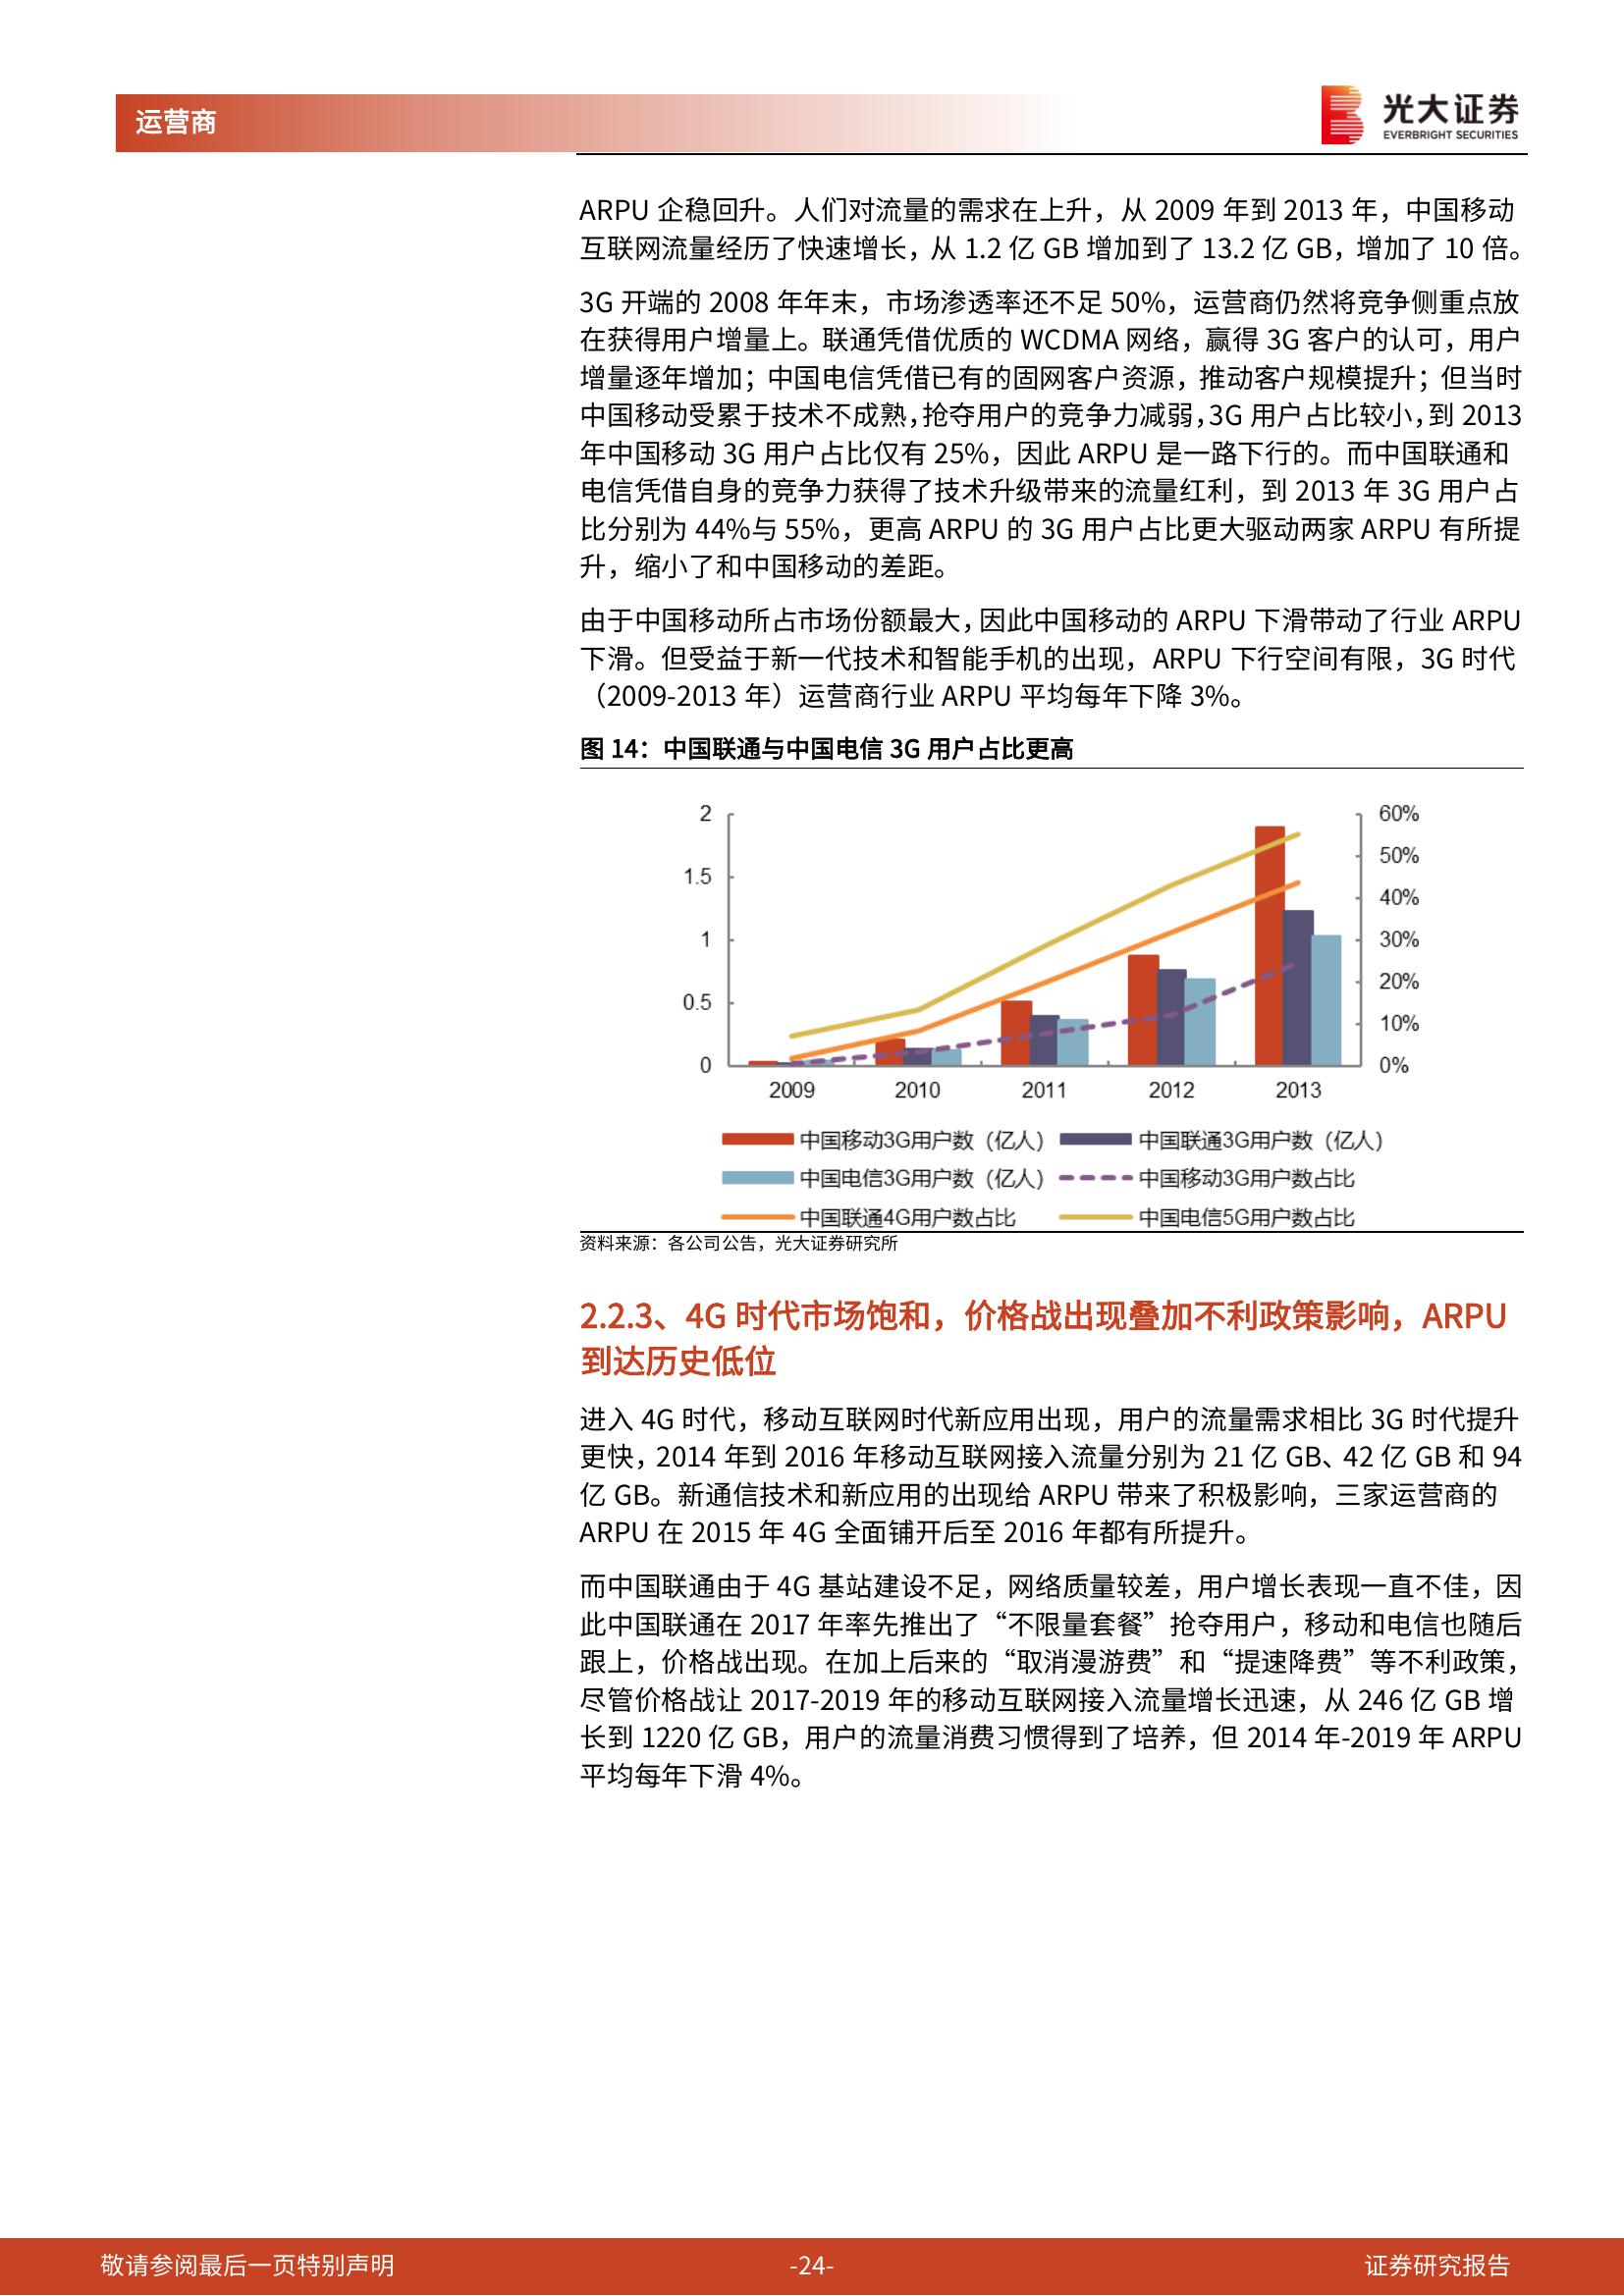 运营商
光大证券
EVERBRIGHT SECURITIES
ARPU 企稳回升。人们对流量的需求在上升，从 2009 年到 2013 年，中国移动
互联网流量经历了快速增长，从 1.2 亿 GB 增加到了 13.2 亿 GB，增加了 10 倍。
3G 开端的 2008 年年末，市场渗透率还不足 50%，运营商仍然将竞争侧重点放
在获得用户增量上。联通凭借优质的 WCDMA 网络，赢得 3G 客户的认可，用户
增量逐年增加；中国电信凭借已有的固网客户资源，推动客户规模提升；但当时
中国移动受累于技术不成熟，抢夺用户的竞争力减弱，3G 用户占比较小，到 2013
年中国移动 3G 用户占比仅有 25%，因此 ARPU 是一路下行的。而中国联通和
电信凭借自身的竞争力获得了技术升级带来的流量红利，到 2013 年 3G 用户占
比分别为 44%与 55%，更高 ARPU 的 3G 用户占比更大驱动两家 ARPU 有所提
升，缩小了和中国移动的差距。
由于中国移动所占市场份额最大，因此中国移动的 ARPU 下滑带动了行业 ARPU
下滑。但受益于新一代技术和智能手机的出现，ARPU 下行空间有限，3G 时代
（2009-2013 年）运营商行业 ARPU 平均每年下降 3%。
图 14：中国联通与中国电信 3G 用户占比更高
2 60%
50%
1.5
40%
1 30%
20%
0.5
10%
0 0%
2009 2010 2011 2012 2013
中国移动3G用户数（亿人） 中国联通3G用户数（亿人）
中国电信3G用户数（亿人） 中国移动3G用户数占比
中国联通4G用户数占比 中国电信5G用户数占比
资料来源：各公司公告，光大证券研究所
2.2.3、4G 时代市场饱和，价格战出现叠加不利政策影响，ARPU
到达历史低位
进入 4G 时代，移动互联网时代新应用出现，用户的流量需求相比 3G 时代提升
更快，2014 年到 2016 年移动互联网接入流量分别为 21 亿 GB、42 亿 GB 和 94
亿 GB。新通信技术和新应用的出现给 ARPU 带来了积极影响，三家运营商的
ARPU 在 2015 年 4G 全面铺开后至 2016 年都有所提升。
而中国联通由于 4G 基站建设不足，网络质量较差，用户增长表现一直不佳，因
此中国联通在 2017 年率先推出了“不限量套餐”抢夺用户，移动和电信也随后
跟上，价格战出现。在加上后来的“取消漫游费”和“提速降费”等不利政策，
尽管价格战让 2017-2019 年的移动互联网接入流量增长迅速，从 246 亿 GB 增
长到 1220 亿 GB，用户的流量消费习惯得到了培养，但 2014 年-2019 年 ARPU
平均每年下滑 4%。
敬请参阅最后一页特别声明 -24- 证券研究报告